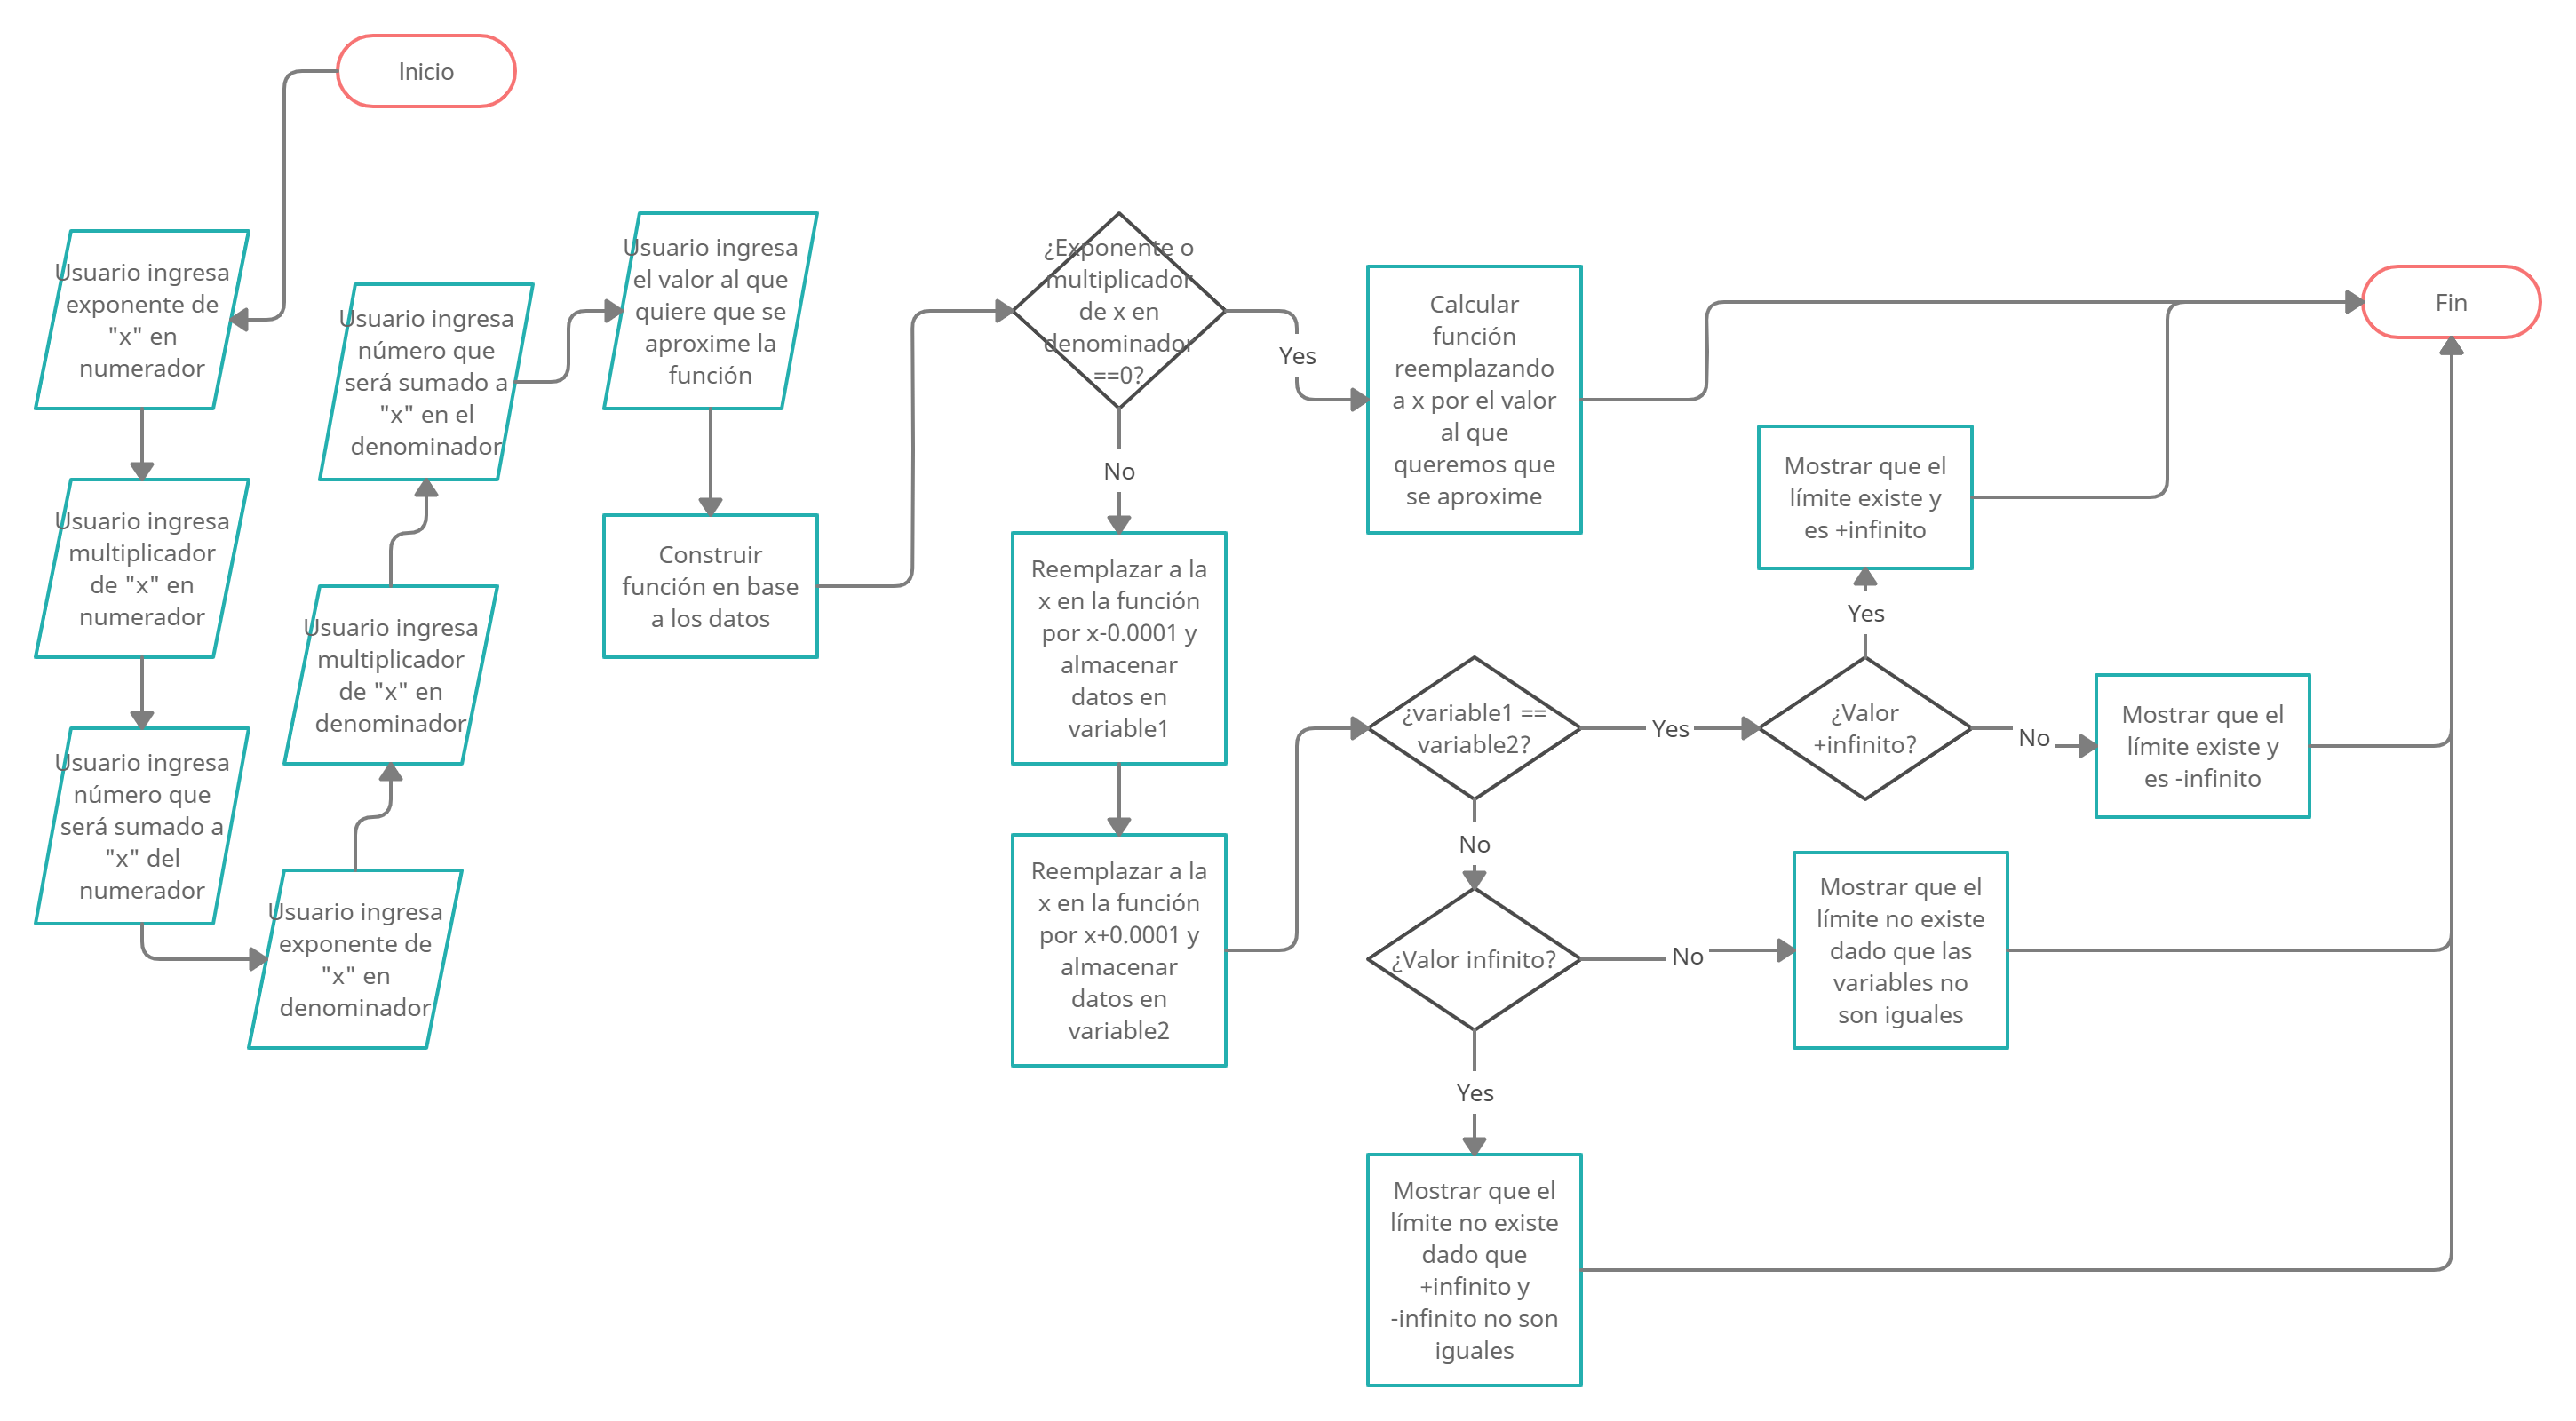 Inicio
Usuario ingresa
exponente de
"x" en
numerador
Usuario ingresa
multiplicador
de "x" en
numerador
Usuario ingresa
número que
será sumado a
"x" del
numerador
Usuario ingresa
exponente de
"x" en
denominador
Usuario ingresa
multiplicador
de "x" en
denominador
Usuario ingresa
número que
será sumado a
"x" en el
denominador
Usuario ingresa
el valor al que
quiere que se
aproxime la
función
Construir
función en base
a los datos
¿Exponente o
multiplicador
de x en
denominador
==0?
Yes
No
Calcular
función
reemplazando
a x por el valor
al que
queremos que
se aproxime
Reemplazar a la
x en la función
por x-0.0001 y
almacenar
datos en
variable1
Reemplazar a la
x en la función
por x+0.0001 y
almacenar
datos en
variable2
¿variable1 ==
variable2?
Yes
No
¿Valor
+infinito?
Yes
No
Mostrar que el
límite existe y
es +infinito
Mostrar que el
límite existe y
es -infinito
¿Valor infinito?
No
Yes
Mostrar que el
límite no existe
dado que las
variables no
son iguales
Mostrar que el
límite no existe
dado que
+infinito y
-infinito no son
iguales
Fin